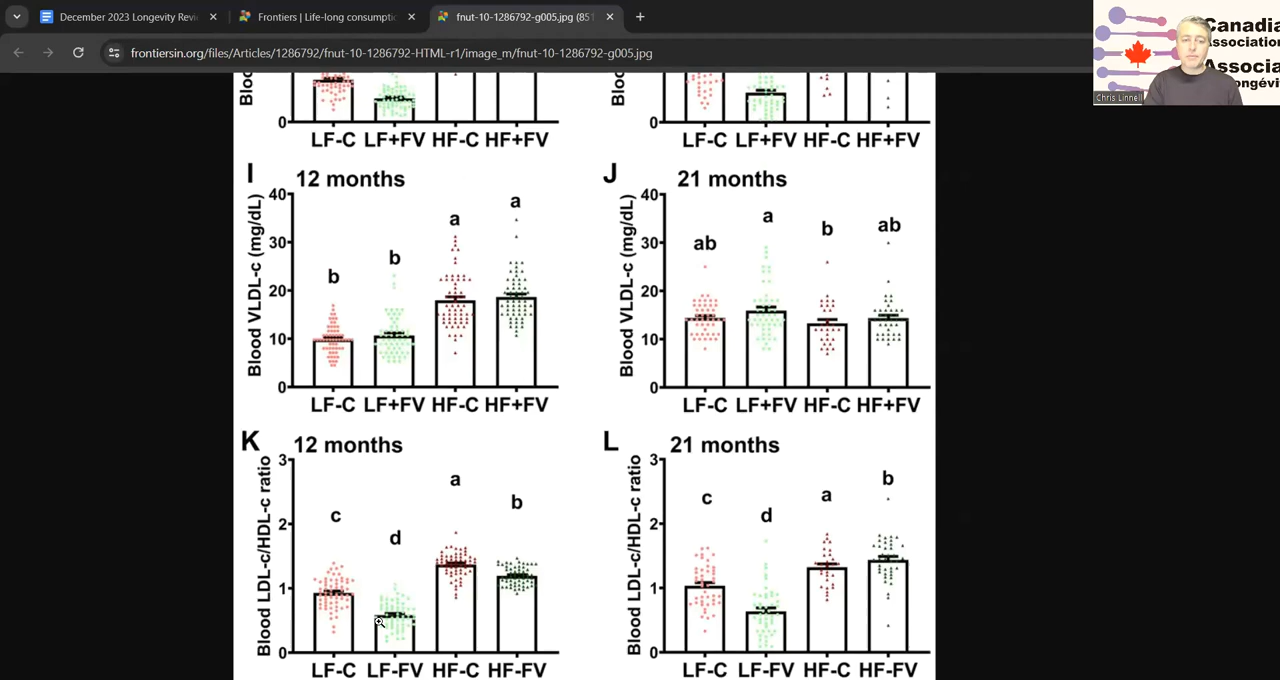 December 2023 Longevity Revi
Frontiers | Life-long consumptio
fnut-10-1286792-g005.jpg (851
frontiersin.org/files/Articles/1286792/fnut-10-1286792-HTML-r1/image_m/fnut-10-1286792-g005.jpg
Canadia
Association
Associa
ongévit
Chris Linnell
Bloo
0
LF-C LF+FV HF-C HF+FV
Bloo
0
LF-C LF+FV HF-C HF+FV
I
12 months
Blood VLDL-c (mg/dL)
40
30
20
10
0
b
b
a
a
LF-C LF+FV HF-C HF+FV
J
21 months
Blood VLDL-c (mg/dL)
40
30
20
10
0
ab
a
b
ab
LF-C LF+FV HF-C HF+FV
K
12 months
Blood LDL-c/HDL-c ratio
3
2
1
0
c
d
a
b
LF-C LF-FV HF-C HF-FV
L
21 months
Blood LDL-c/HDL-c ratio
3
2
1
0
c
d
a
b
LF-C LF-FV HF-C HF-FV